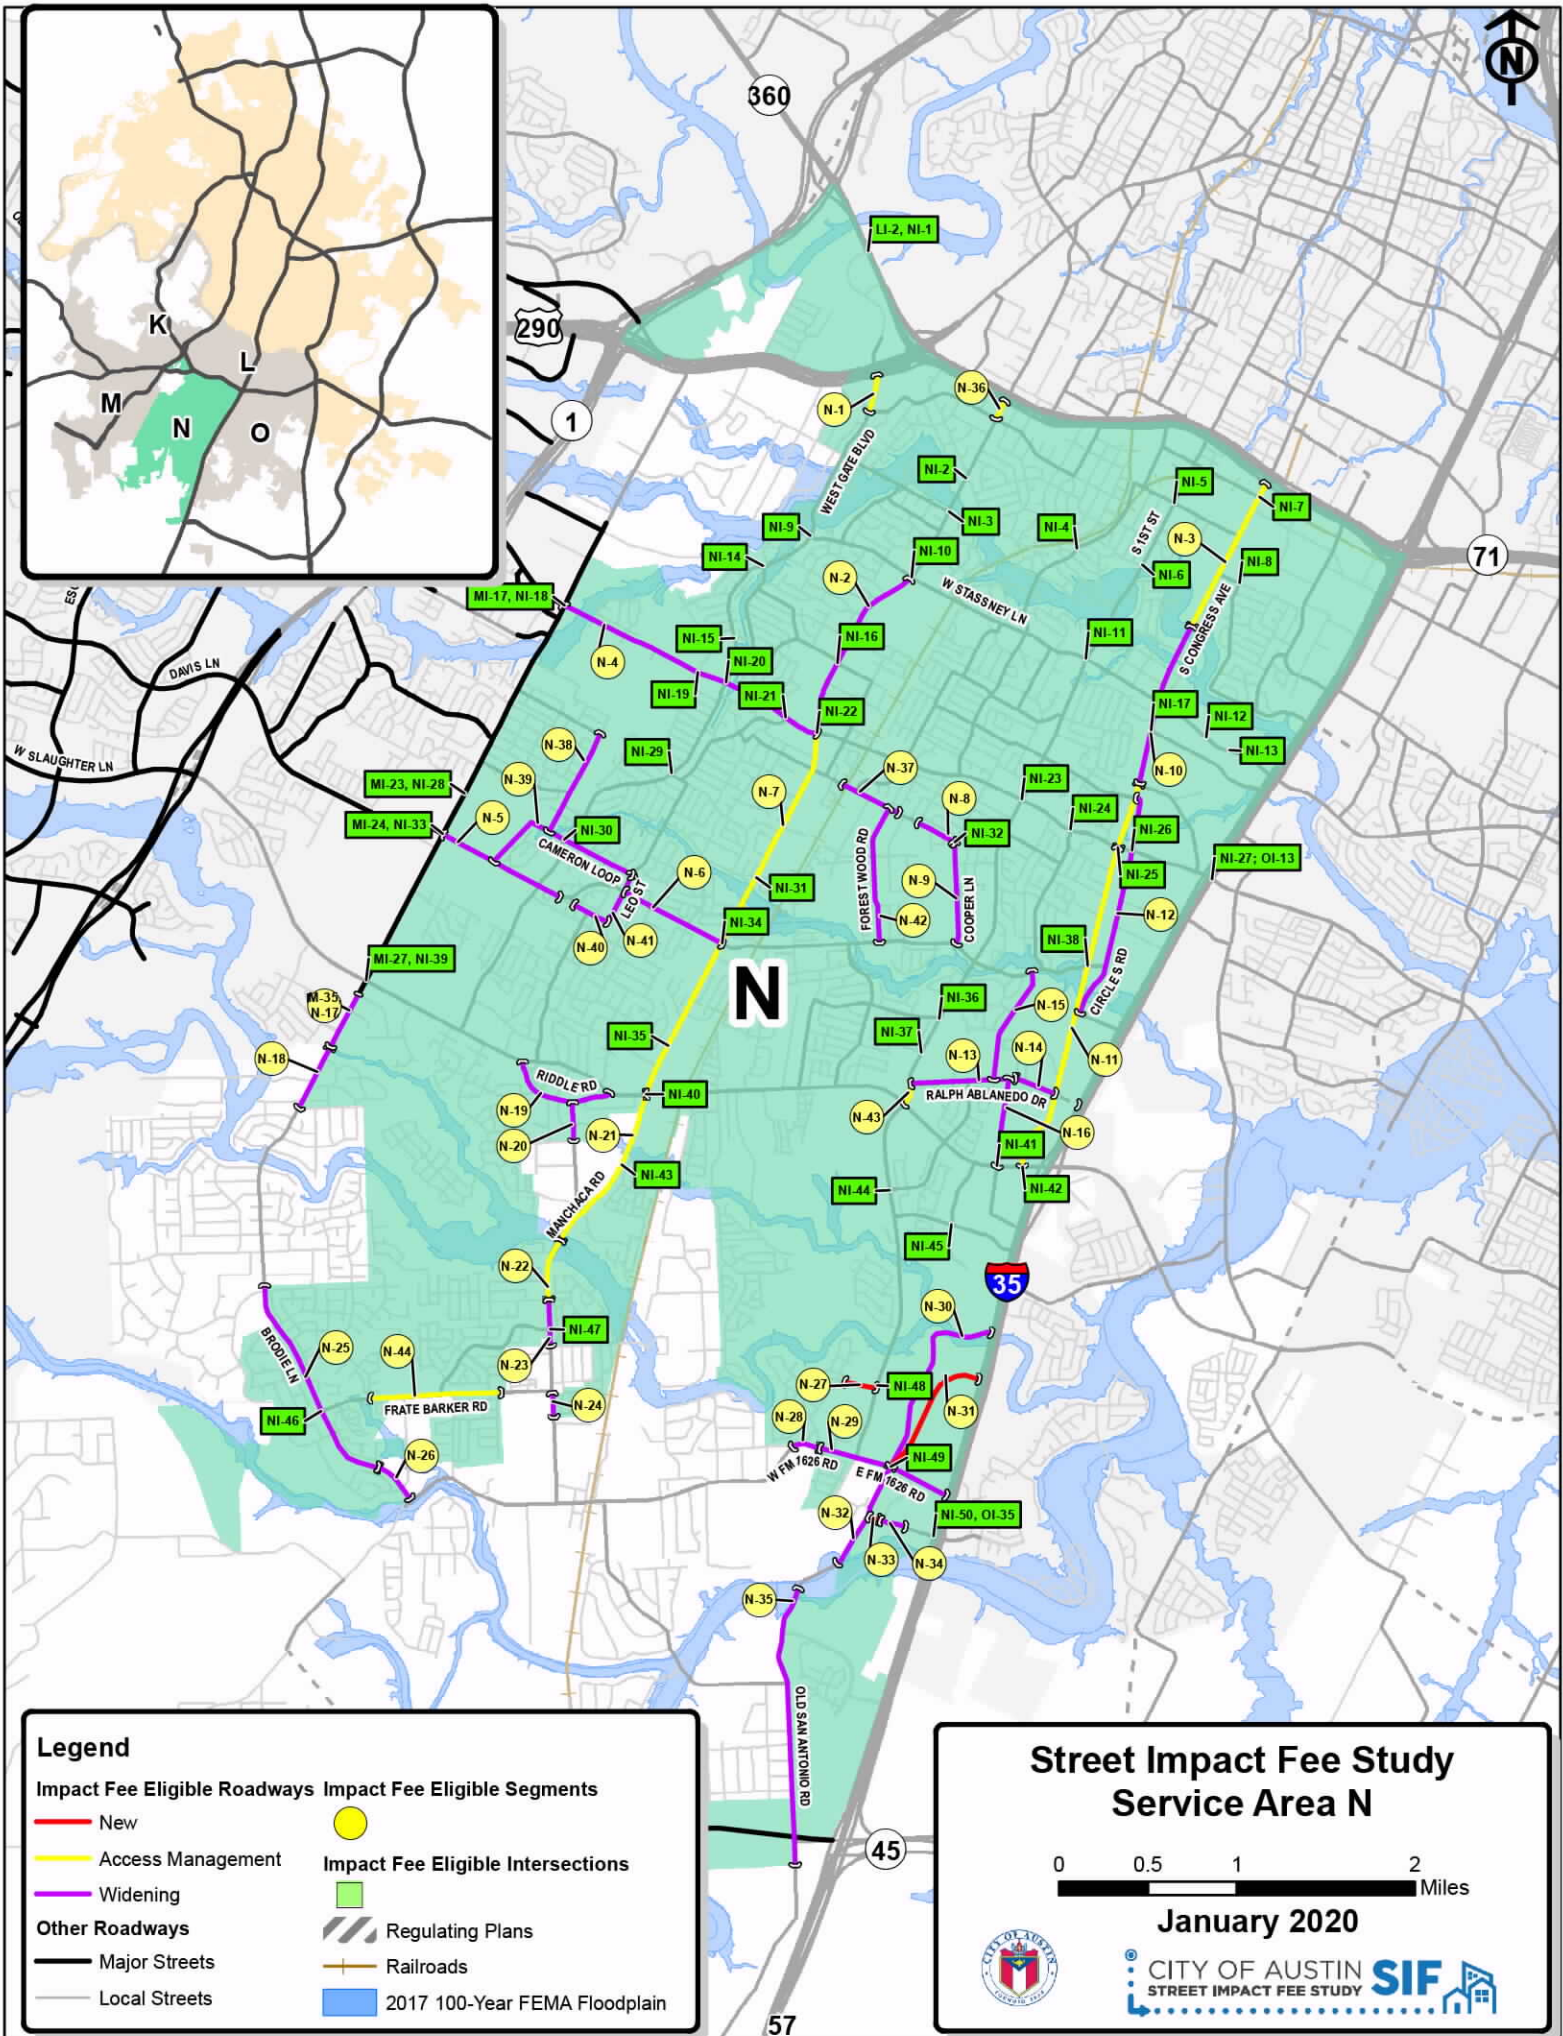 N
360
LI-2, NI-1
290
K
L
M
N
O
1
N-36
N-1
WEST GATE BLVD
NI-2
NI-5
NI-7
NI-3
NI-4
S 1ST ST
N-3
NI-9
NI-14
NI-10
NI-8
71
NI-6
N-2
W STASSNEY LN
MI-17, NI-18
S CONGRESS AVE
NI-15
NI-16
NI-11
N-4
NI-20
DAVIS LN
NI-19
NI-21
NI-22
NI-17
NI-12
NI-13
N-38
NI-29
W SLAUGHTER LN
N-37
N-10
NI-23
MI-23, NI-28
N-39
N-7
N-8
NI-24
MI-24, NI-33
N-5
NI-30
NI-32
NI-26
CAMERON LOOP
FOREST WOOD RD
NI-27; OI-13
N-6
NI-25
LEO ST
NI-31
N-9
COOPER LN
N-12
NI-34
N-42
N-40
N-41
NI-38
MI-27, NI-39
CIRCLE S RD
N
M-35,
N-17
NI-36
N-15
NI-35
NI-37
N-18
N-13
N-14
N-11
RIDDLE RD
NI-40
RALPH ABLANEDO DR
N-19
N-43
N-20
N-21
N-16
NI-41
NI-43
NI-42
NI-44
MANCHACA RD
NI-45
N-22
35
N-30
NI-47
BRODIE LN
N-25
N-44
N-23
N-27
NI-48
FRATE BARKER RD
N-24
N-31
NI-46
N-28
N-29
N-26
NI-49
W FM 1626 RD
E FM 1626 RD
N-32
NI-50, OI-35
N-33
N-34
N-35
OLD SAN ANTONIO RD
45
57
Legend
Impact Fee Eligible Roadways
New
Access Management
Widening
Other Roadways
Major Streets
Local Streets
Impact Fee Eligible Segments
Impact Fee Eligible Intersections
Regulating Plans
Railroads
2017 100-Year FEMA Floodplain
Street Impact Fee Study
Service Area N
0 0.5 1 2
Miles
January 2020
CITY OF AUSTIN
CITY OF AUSTIN
STREET IMPACT FEE STUDY
SIF